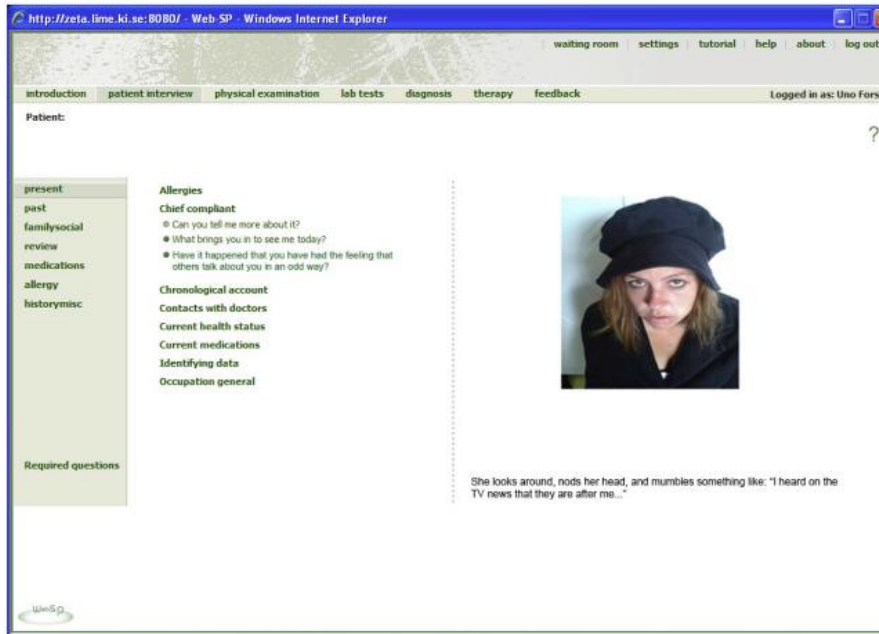 http://zeta.lime.ki.se:8080/ - Web-SP - Windows Internet Explorer
waiting room settings tutorial help about log out
introduction patient interview physical examination lab tests diagnosis therapy feedback Logged in as: Uno Fors
Patient:
?
present
past
familysocial
review
medications
allergy
historymisc
Required questions
Allergies
Chief compliant
Can you tell me more about it?
What brings you in to see me today?
Have it happened that you have had the feeling that
others talk about you in an odd way?
Chronological account
Contacts with doctors
Current health status
Current medications
Identifying data
Occupation general
She looks around, nods her head, and mumbles something like: "I heard on the
TV news that they are after me..."